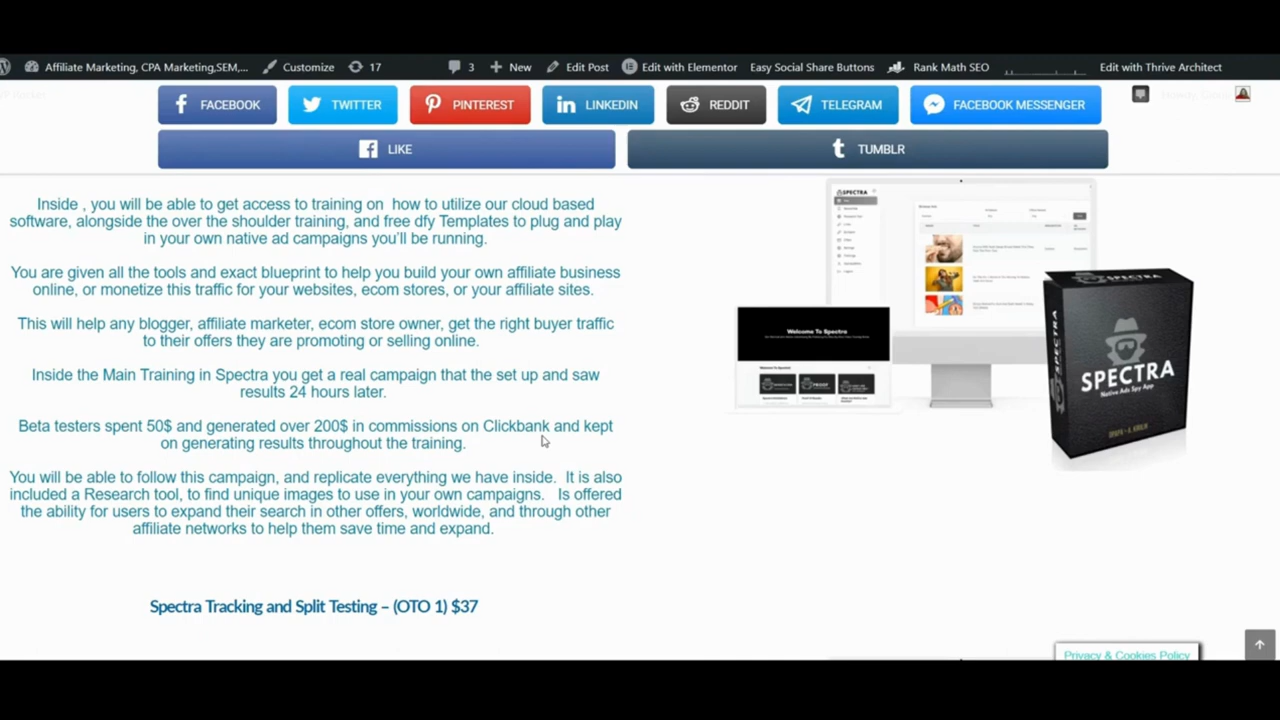 Affiliate Marketing, CPA Marketing,SEM,... Customize 17 3 New Edit Post Edit with Elementor Easy Social Share Buttons Rank Math SEO Edit with Thrive Architect
FACEBOOK TWITTER PINTEREST LINKEDIN REDDIT TELEGRAM FACEBOOK MESSENGER
LIKE TUMBLR
Inside , you will be able to get access to training on how to utilize our cloud based
software, alongside the over the shoulder training, and free dfy Templates to plug and play
in your own native ad campaigns you'll be running.
You are given all the tools and exact blueprint to help you build your own affiliate business
online, or monetize this traffic for your websites, ecom stores, or your affiliate sites.
This will help any blogger, affiliate marketer, ecom store owner, get the right buyer traffic
to their offers they are promoting or selling online.
Inside the Main Training in Spectra you get a real campaign that the set up and saw
results 24 hours later.
Beta testers spent 50$ and generated over 200$ in commissions on Clickbank and kept
on generating results throughout the training.
You will be able to follow this campaign, and replicate everything we have inside. It is also
included a Research tool, to find unique images to use in your own campaigns. Is offered
the ability for users to expand their search in other offers, worldwide, and through other
affiliate networks to help them save time and expand.
Spectra Tracking and Split Testing – (OTO 1) $37
SPECTRA
Welcome To Spectra
Welcome To Spectra
SPECTRA
SPECTRA
Native Ads Spy App
Privacy & Cookies Policy